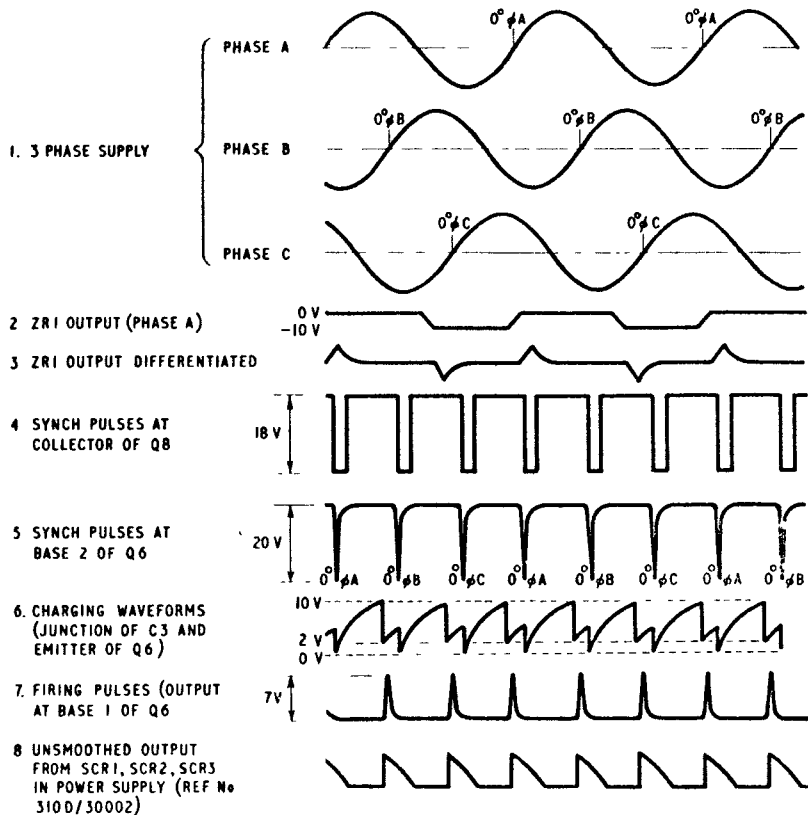 PHASE A
0° φA
0° φA
1. 3 PHASE SUPPLY
PHASE B
0° φB
0° φB
0° φB
PHASE C
0° φC
0° φC
2 ZR1 OUTPUT (PHASE A)
0 V
-10 V
3 ZR1 OUTPUT DIFFERENTIATED
4 SYNCH PULSES AT
COLLECTOR OF Q8
18 V
5 SYNCH PULSES AT
BASE 2 OF Q6
20 V
0° φA 0° φB 0° φC 0° φA 0° φB 0° φC 0° φA 0° φB
6. CHARGING WAVEFORMS
(JUNCTION OF C3 AND
EMITTER OF Q6)
10 V
2 V
0 V
7. FIRING PULSES (OUTPUT
AT BASE 1 OF Q6
7 V
8 UNSMOOTHED OUTPUT
FROM SCR1, SCR2, SCR3
IN POWER SUPPLY (REF No
310D/30002)